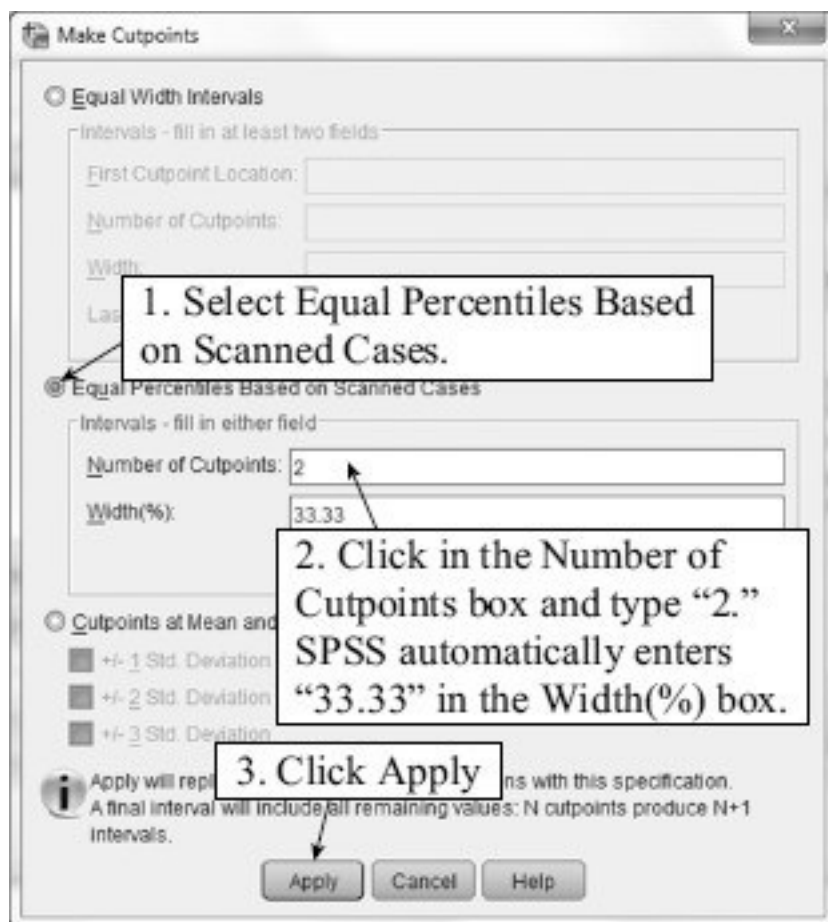 Make Cutpoints
Equal Width Intervals
Intervals - fill in at least two fields
First Cutpoint Location:
Number of Cutpoints:
Width:
Las
1. Select Equal Percentiles Based
on Scanned Cases.
Equal Percentiles Based on Scanned Cases
Intervals - fill in either field
Number of Cutpoints: 2
Width(%): 33.33
2. Click in the Number of
Cutpoints box and type “2.”
SPSS automatically enters
“33.33” in the Width(%) box.
Cutpoints at Mean and
+/- 1 Std. Deviation
+/- 2 Std. Deviation
+/- 3 Std. Deviation
3. Click Apply
Apply will repl ns with this specification.
A final interval will include all remaining values: N cutpoints produce N+1
intervals.
Apply Cancel Help